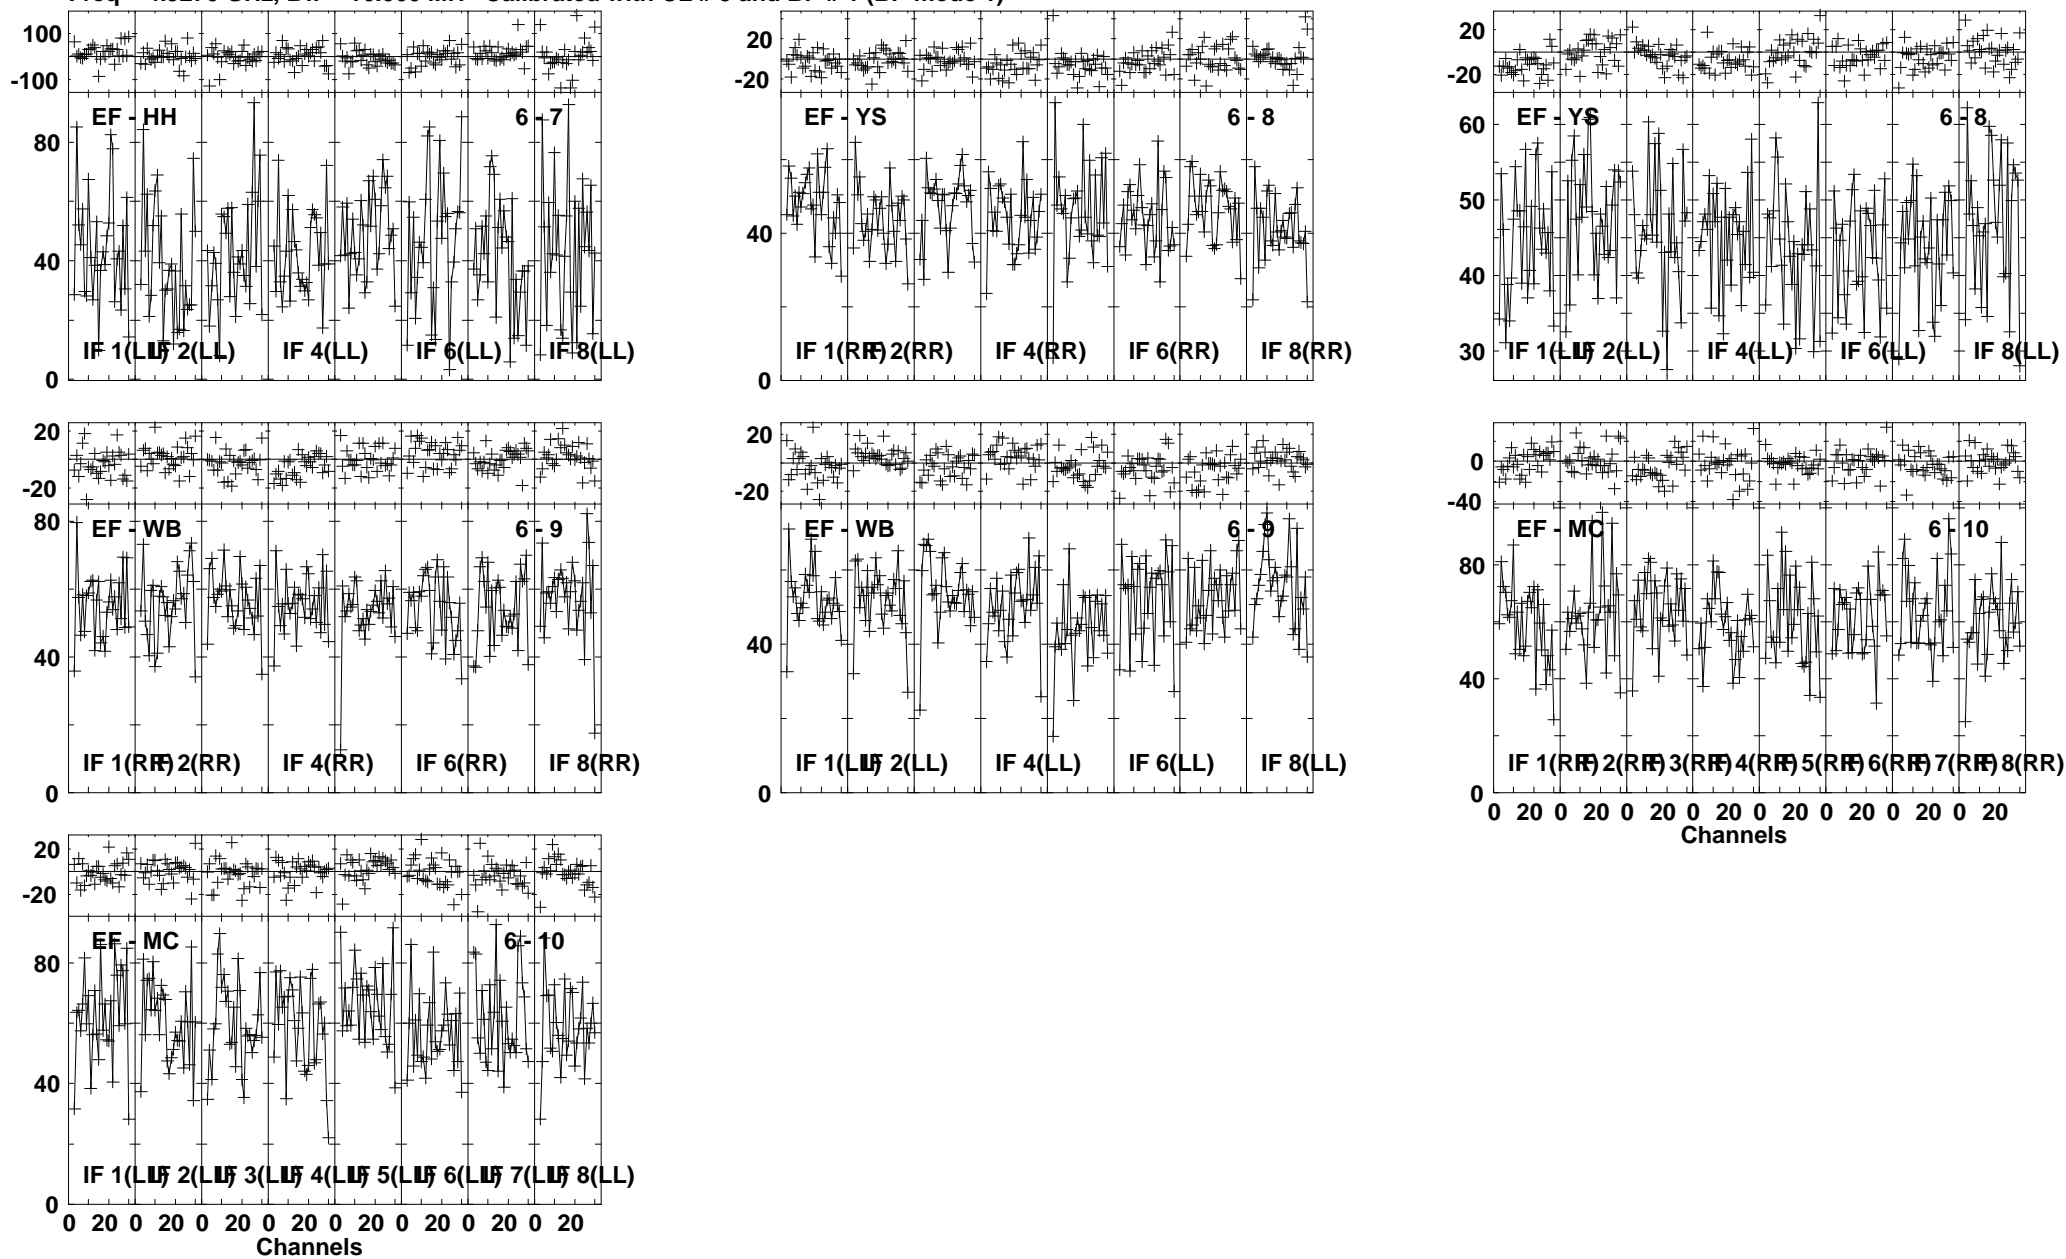 100
-100
EF - HH 6 - 7
80
40
0
IF 1(LL) IF 2(LL) IF 4(LL) IF 6(LL) IF 8(LL)
20
-20
EF - YS 6 - 8
40
0
IF 1(RR) IF 2(RR) IF 4(RR) IF 6(RR) IF 8(RR)
20
-20
EF - YS 6 - 8
60
50
40
30
IF 1(LL) IF 2(LL) IF 4(LL) IF 6(LL) IF 8(LL)
20
-20
EF - WB 6 - 9
80
40
0
IF 1(RR) IF 2(RR) IF 4(RR) IF 6(RR) IF 8(RR)
20
-20
EF - WB 6 - 9
40
0
IF 1(LL) IF 2(LL) IF 4(LL) IF 6(LL) IF 8(LL)
0
-40
EF - MC 6 - 10
80
40
0
IF 1(RR) IF 2(RR) IF 3(RR) IF 4(RR) IF 5(RR) IF 6(RR) IF 7(RR) IF 8(RR)
0 20 0 20 0 20 0 20 0 20 0 20 0 20 0 20
Channels
20
-20
EF - MC 6 - 10
80
40
0
IF 1(LL) IF 2(LL) IF 3(LL) IF 4(LL) IF 5(LL) IF 6(LL) IF 7(LL) IF 8(LL)
0 20 0 20 0 20 0 20 0 20 0 20 0 20 0 20
Channels